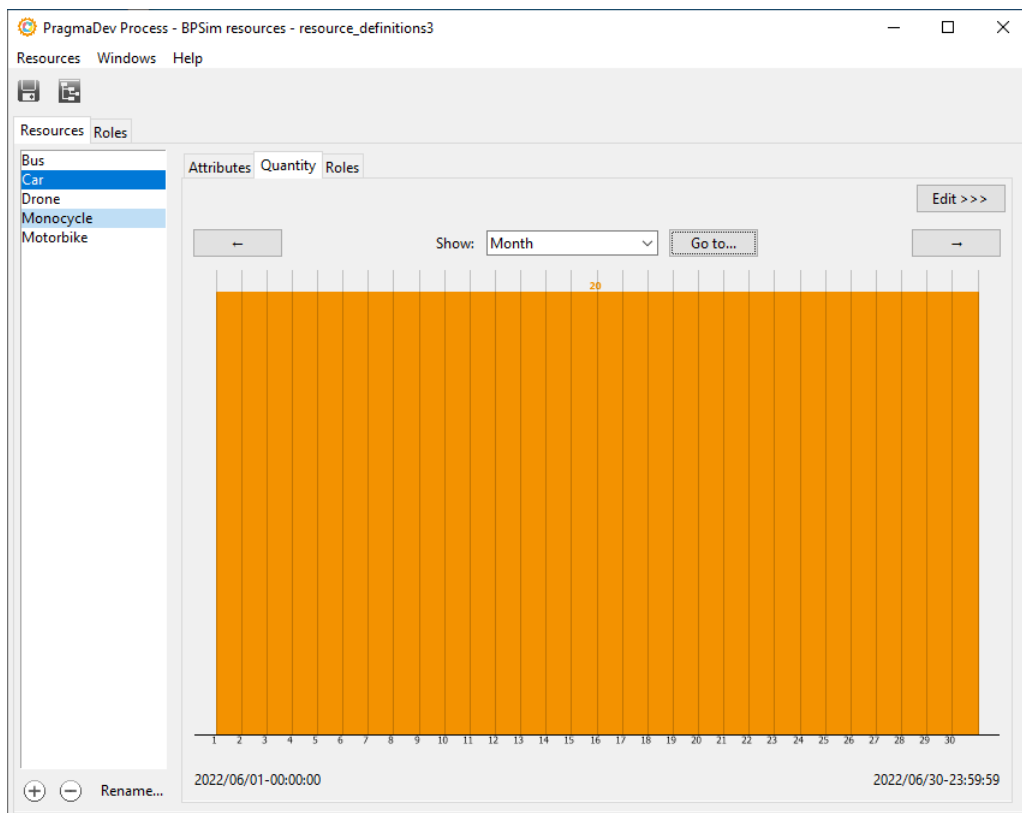 PragmaDev Process - BPSim resources - resource_definitions3
Resources Windows Help
Resources Roles
Bus
Car
Drone
Monocycle
Motorbike
Attributes Quantity Roles
Edit >>>
← Show: Month Go to... →
20
1 2 3 4 5 6 7 8 9 10 11 12 13 14 15 16 17 18 19 20 21 22 23 24 25 26 27 28 29 30
2022/06/01-00:00:00 2022/06/30-23:59:59
Rename...